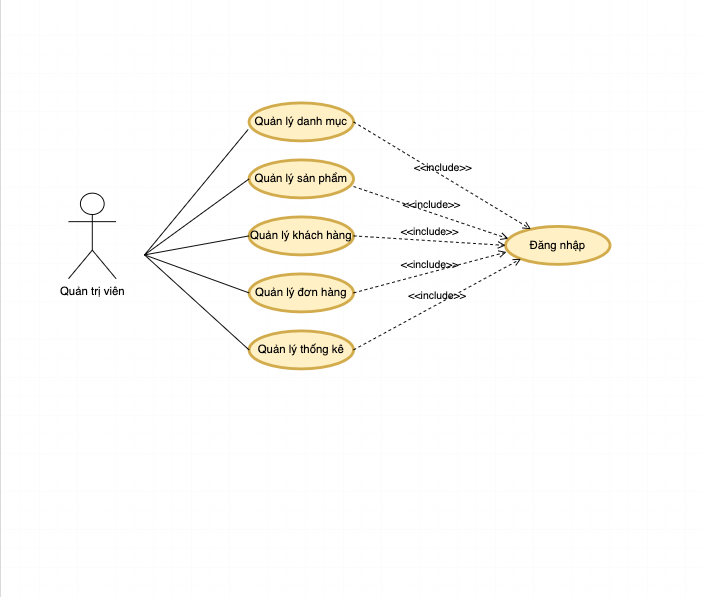 Quản lý danh mục
<<include>>
Quản lý sản phẩm
<<include>>
Quản lý khách hàng
<<include>>
Đăng nhập
<<include>>
Quản lý đơn hàng
Quản trị viên
<<include>>
Quản lý thống kê